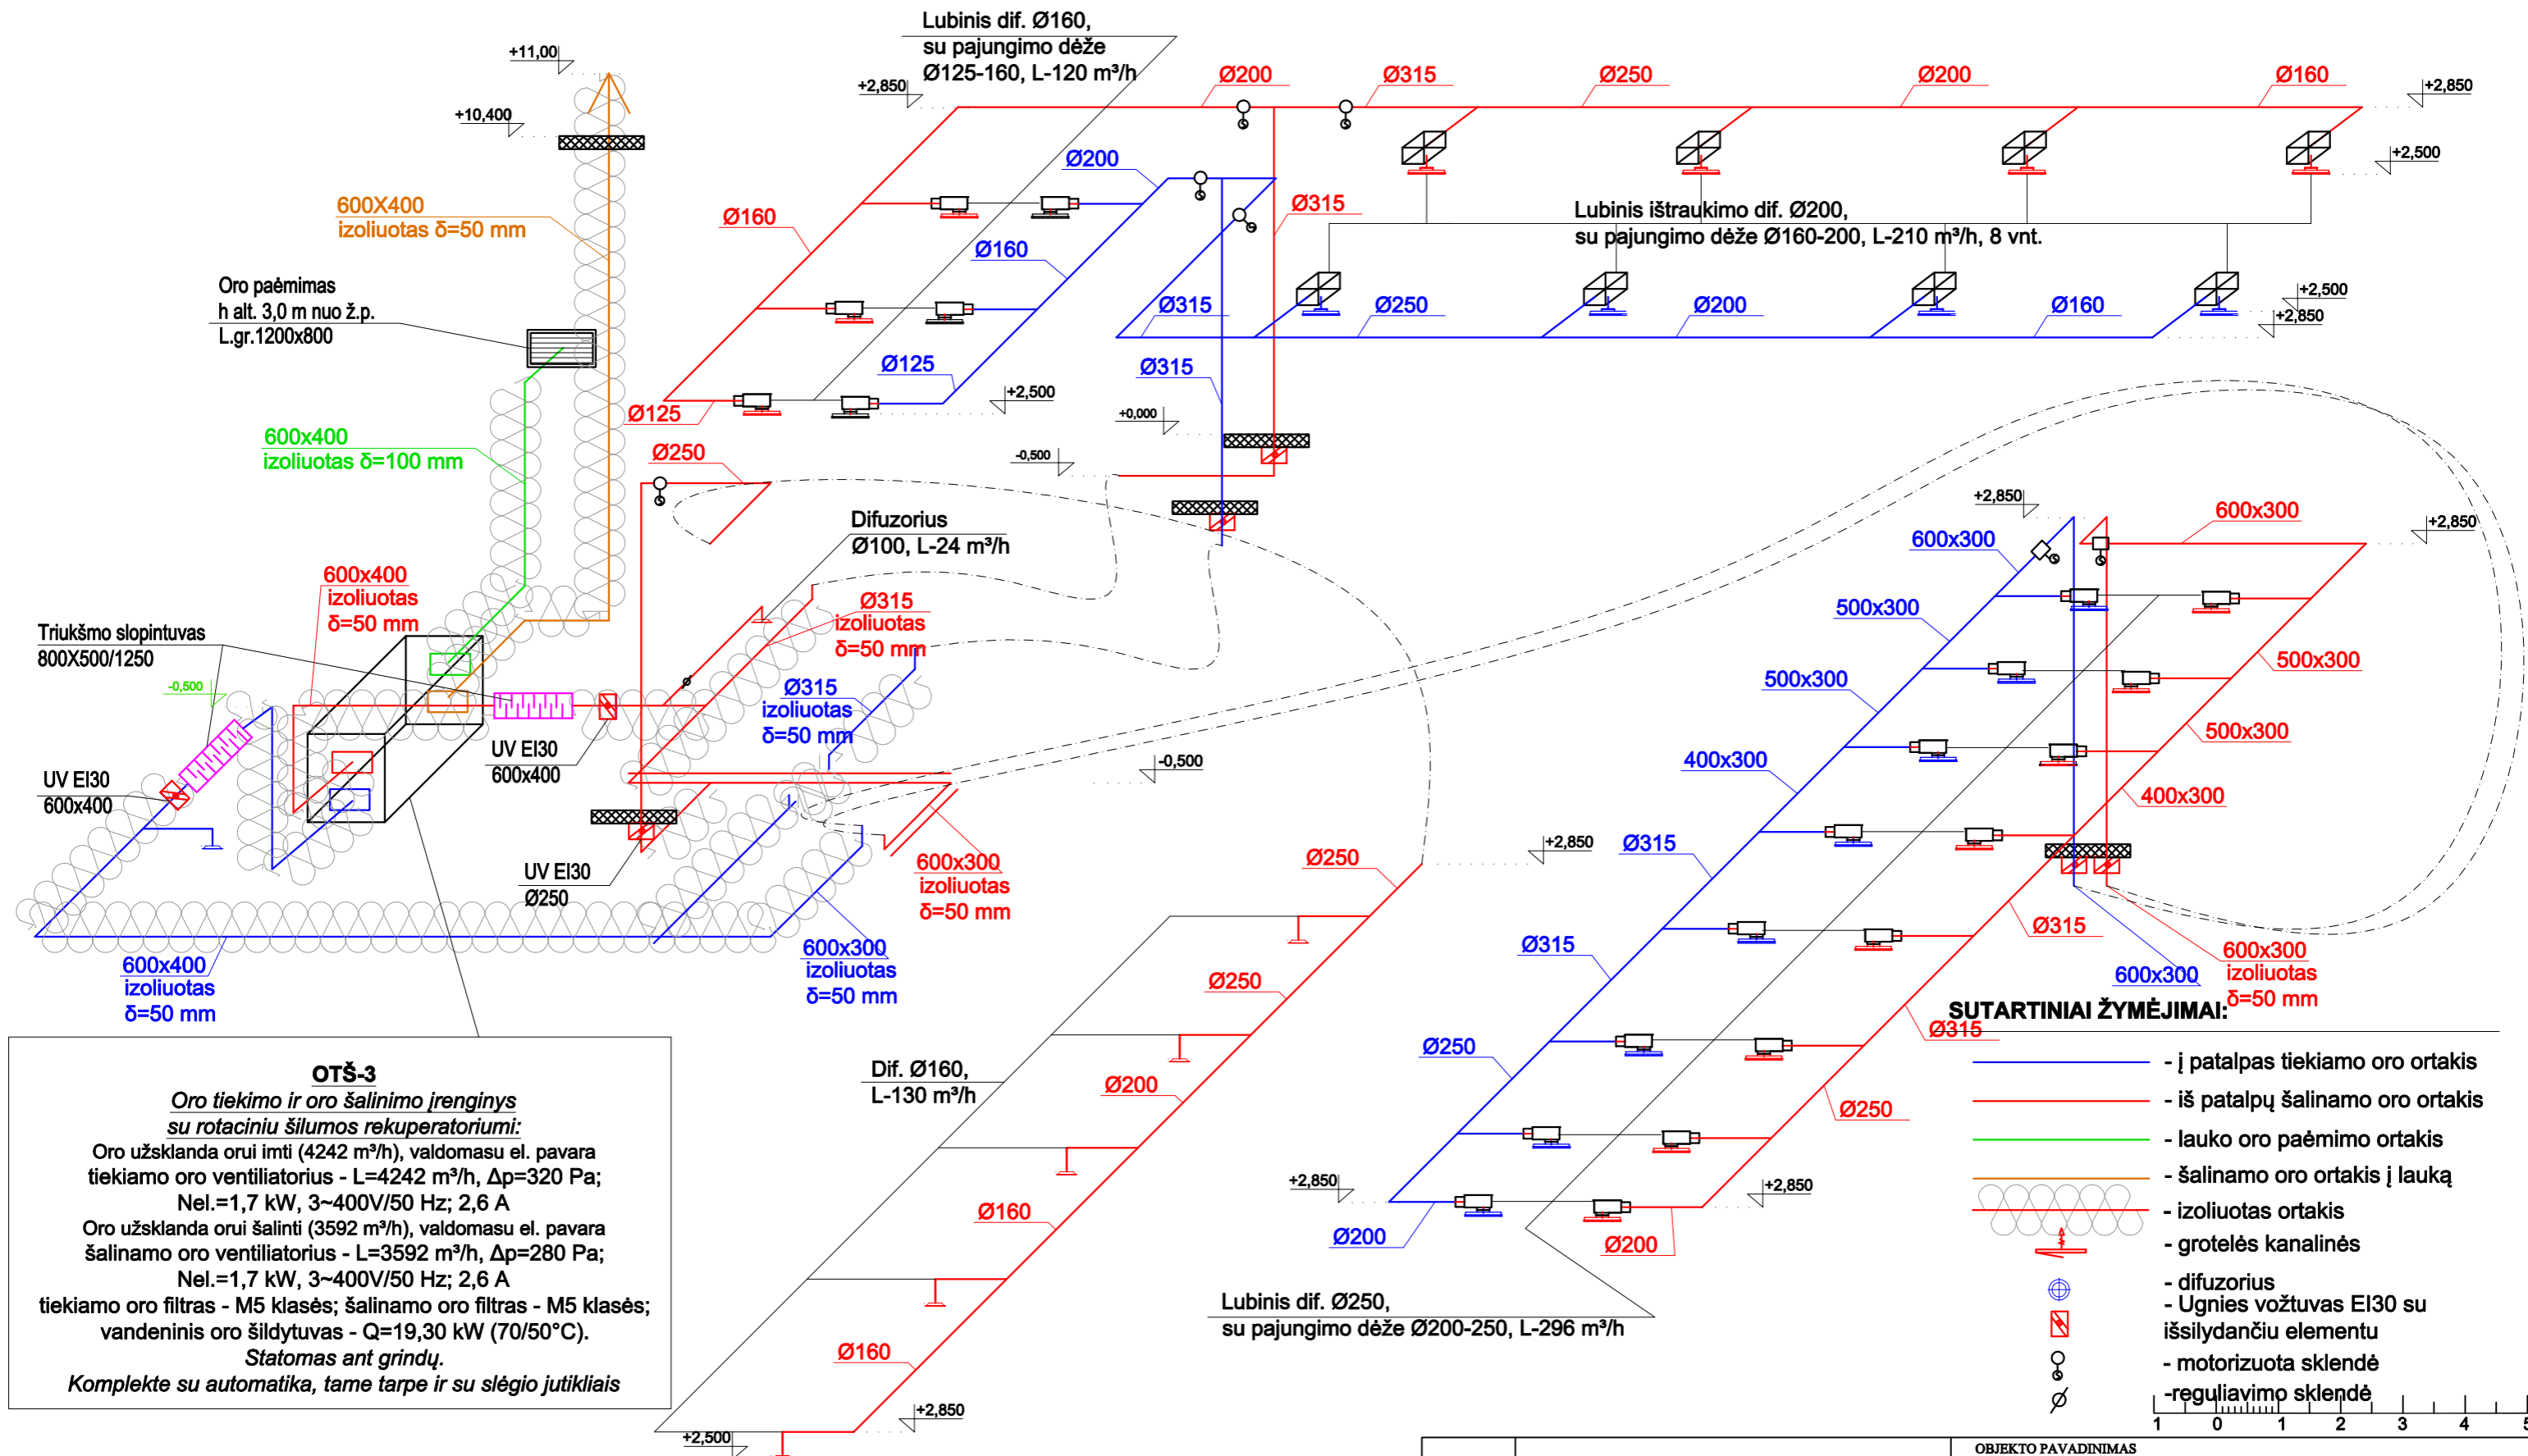 Lubinis dif. Ø160,
su pajungimo dėže
Ø125-160, L-120 m³/h
+11,00
+10,400
+2,850
Ø200
Ø315
Ø250
Ø200
Ø160
+2,850
+2,500
600X400
izoliuotas δ=50 mm
Ø200
Ø160
Ø315
Lubinis ištraukimo dif. Ø200,
su pajungimo dėže Ø160-200, L-210 m³/h, 8 vnt.
Ø160
Oro paėmimas
h alt. 3,0 m nuo ž.p.
L.gr.1200x800
Ø315
Ø250
Ø200
Ø160
+2,500
+2,850
Ø125
Ø315
+2,500
Ø125
+0,000
600x400
izoliuotas δ=100 mm
Ø250
-0,500
Difuzorius
Ø100, L-24 m³/h
+2,850
600x300
+2,850
600x300
600x400
izoliuotas
δ=50 mm
Ø315
izoliuotas
δ=50 mm
500x300
Triukšmo slopintuvas
800X500/1250
500x300
-0,500
Ø315
izoliuotas
δ=50 mm
500x300
500x300
UV EI30
600x400
UV EI30
600x400
-0,500
400x300
400x300
UV EI30
Ø250
600x300
izoliuotas
δ=50 mm
Ø250
+2,850
Ø315
600x400
izoliuotas
δ=50 mm
600x300
izoliuotas
δ=50 mm
Ø250
Ø315
Ø315
600x300
600x300
izoliuotas
δ=50 mm
Ø315
Ø250
Dif. Ø160,
L-130 m³/h
Ø200
Ø250
Ø160
+2,850
Ø200
+2,850
Ø200
Lubinis dif. Ø250,
su pajungimo dėže Ø200-250, L-296 m³/h
Ø160
+2,850
+2,500
OTŠ-3
Oro tiekimo ir oro šalinimo įrenginys
su rotaciniu šilumos rekuperatoriumi:
Oro užsklanda orui imti (4242 m³/h), valdomasu el. pavara
tiekiamo oro ventiliatorius - L=4242 m³/h, Δp=320 Pa;
Nel.=1,7 kW, 3~400V/50 Hz; 2,6 A
Oro užsklanda orui šalinti (3592 m³/h), valdomasu el. pavara
šalinamo oro ventiliatorius - L=3592 m³/h, Δp=280 Pa;
Nel.=1,7 kW, 3~400V/50 Hz; 2,6 A
tiekiamo oro filtras - M5 klasės; šalinamo oro filtras - M5 klasės;
vandeninis oro šildytuvas - Q=19,30 kW (70/50°C).
Statomas ant grindų.
Komplekte su automatika, tame tarpe ir su slėgio jutikliais
SUTARTINIAI ŽYMĖJIMAI:
- į patalpas tiekiamo oro ortakis
- iš patalpų šalinamo oro ortakis
- lauko oro paėmimo ortakis
- šalinamo oro ortakis į lauką
- izoliuotas ortakis
- grotelės kanalinės
- difuzorius
- Ugnies vožtuvas EI30 su
išsilydančiu elementu
- motorizuota sklendė
-reguliavimo sklendė
1 0 1 2 3 4 5
OBJEKTO PAVADINIMAS